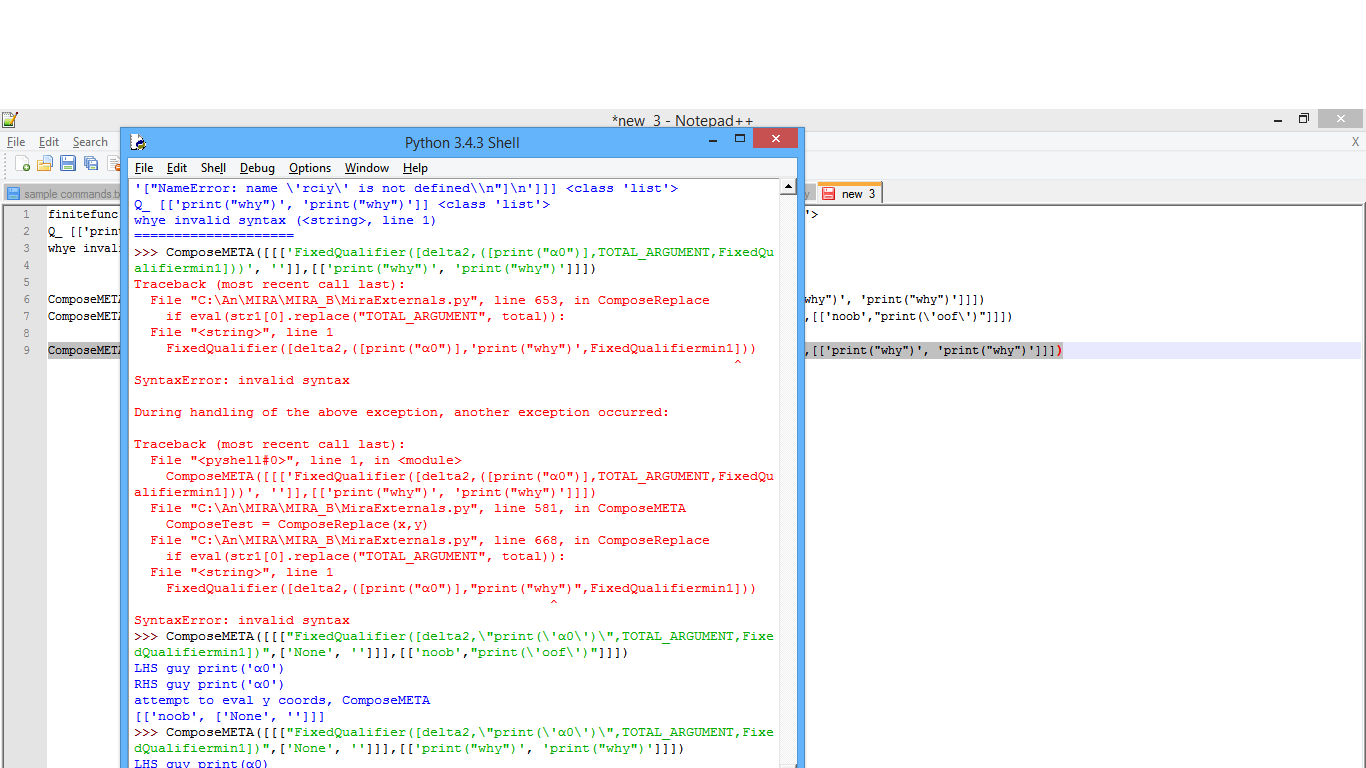 *new 3 - Notepad++
File Edit Search
X
Python 3.4.3 Shell
File Edit Shell Debug Options Window Help
sample commands.b
new 3
1 finitefunc
2 Q_ [['prin
3 whye inval
4
5
6 ComposeMETA
7 ComposeMETA
8
9 ComposeMETA
'>
why")', 'print("why")']]])
,[['noob',"print(\'oof\')"]]])
,[['print("why")', 'print("why")']]])
'["NameError: name \'rciy\' is not defined\\n"]\n']]] <class 'list'>
Q_ [['print("why")', 'print("why")']] <class 'list'>
whye invalid syntax (<string>, line 1)
====================
>>> ComposeMETA([[['FixedQualifier([delta2,([print("α0")],TOTAL_ARGUMENT,FixedQu
alifiermin1]))', '']],[['print("why")', 'print("why")']]])
Traceback (most recent call last):
File "C:\An\MIRA\MIRA_B\MiraExternals.py", line 653, in ComposeReplace
if eval(str1[0].replace("TOTAL_ARGUMENT", total)):
File "<string>", line 1
FixedQualifier([delta2,([print("α0")],'print("why")',FixedQualifiermin1]))
^
SyntaxError: invalid syntax
During handling of the above exception, another exception occurred:
Traceback (most recent call last):
File "<pyshell#0>", line 1, in <module>
ComposeMETA([[['FixedQualifier([delta2,([print("α0")],TOTAL_ARGUMENT,FixedQu
alifiermin1]))', '']],[['print("why")', 'print("why")']]])
File "C:\An\MIRA\MIRA_B\MiraExternals.py", line 581, in ComposeMETA
ComposeTest = ComposeReplace(x,y)
File "C:\An\MIRA\MIRA_B\MiraExternals.py", line 668, in ComposeReplace
if eval(str1[0].replace("TOTAL_ARGUMENT", total)):
File "<string>", line 1
FixedQualifier([delta2,([print("α0")],"print("why")",FixedQualifiermin1]))
^
SyntaxError: invalid syntax
>>> ComposeMETA([[["FixedQualifier([delta2,\"print(\'α0\')\",TOTAL_ARGUMENT,Fixe
dQualifiermin1])",['None', '']]],[['noob',"print(\'oof\')"]]])
LHS guy print('α0')
RHS guy print('α0')
attempt to eval y coords, ComposeMETA
[['noob', ['None', '']]]
>>> ComposeMETA([[["FixedQualifier([delta2,\"print(\'α0\')\",TOTAL_ARGUMENT,Fixe
dQualifiermin1])",['None', '']]],[['print("why")', 'print("why")']]])
LHS guy print(α0)